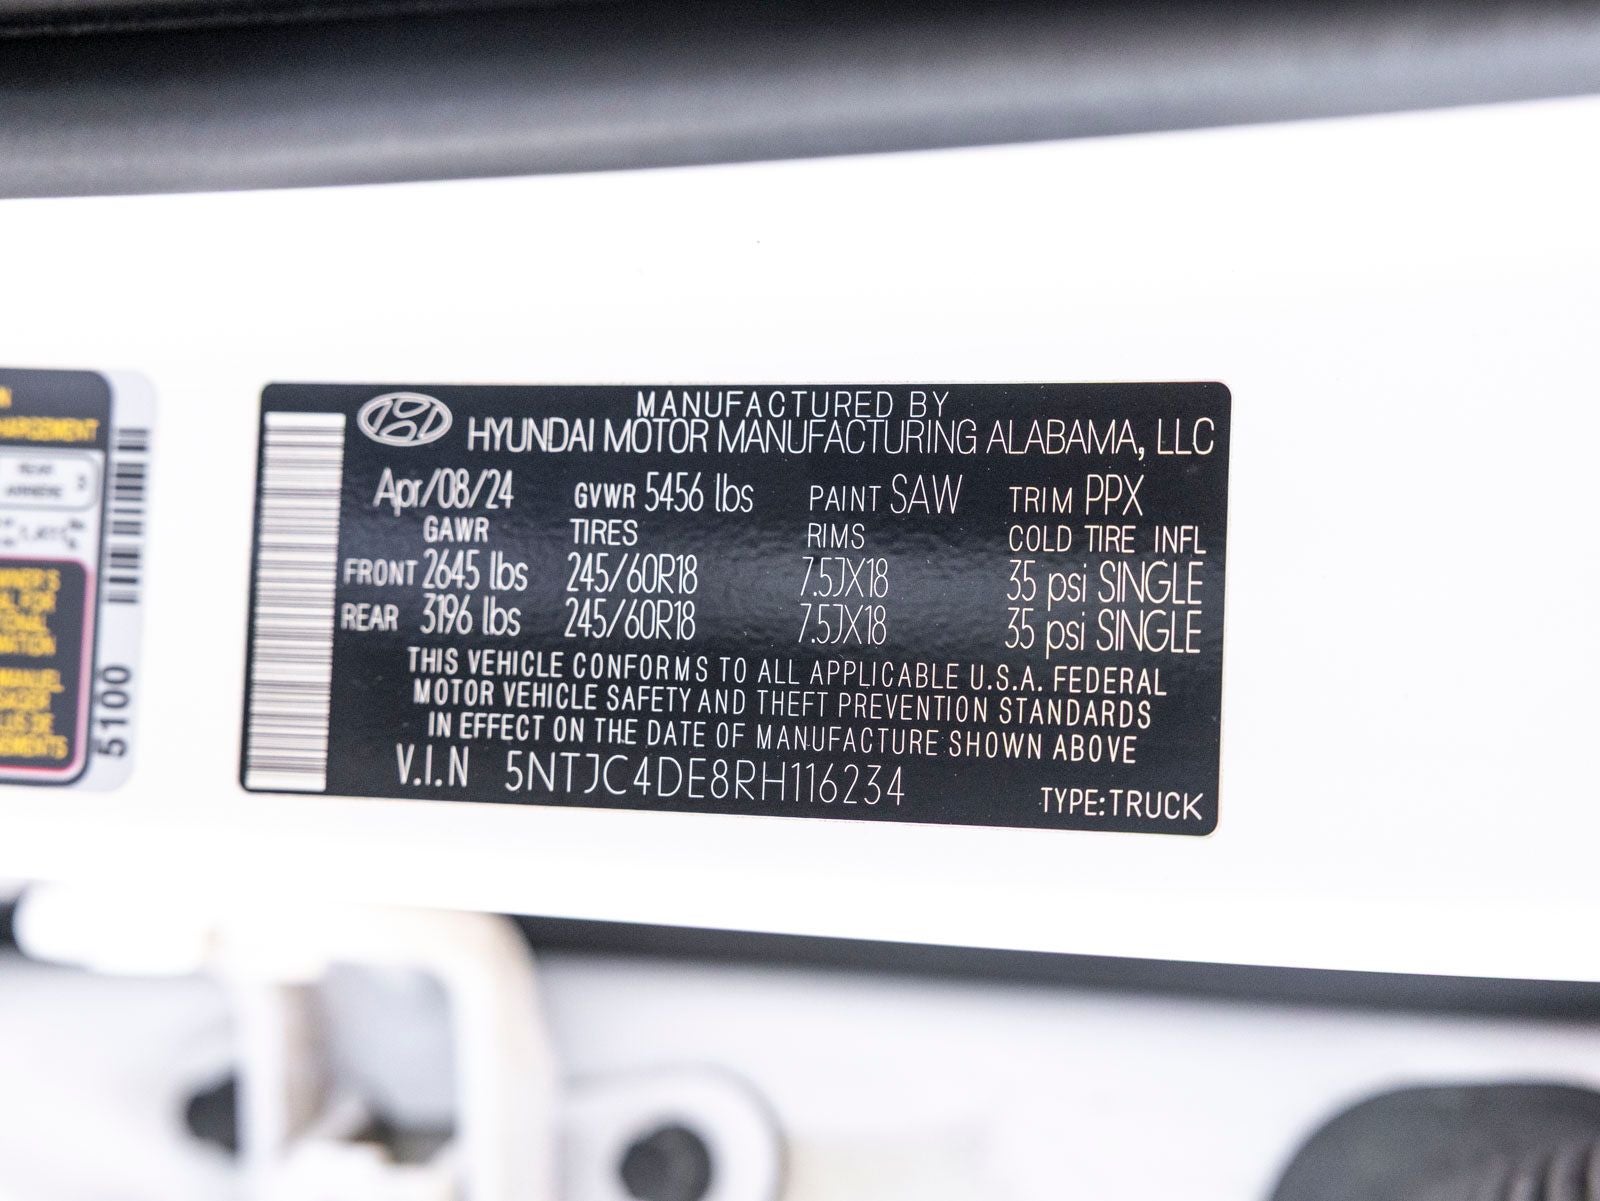 MANUFACTURED BY
HYUNDAI MOTOR MANUFACTURING ALABAMA, LLC
Apr/08/24 GVWR 5456 lbs PAINT SAW TRIM PPX
GAWR TIRES RIMS COLD TIRE INFL
FRONT 2645 lbs 245/60R18 7.5JX18 35 psi SINGLE
REAR 3196 lbs 245/60R18 7.5JX18 35 psi SINGLE
THIS VEHICLE CONFORMS TO ALL APPLICABLE U.S.A. FEDERAL
MOTOR VEHICLE SAFETY AND THEFT PREVENTION STANDARDS
IN EFFECT ON THE DATE OF MANUFACTURE SHOWN ABOVE
V.I.N 5NTJC4DE8RH116234 TYPE:TRUCK
5100
REAR
3
MANUEL